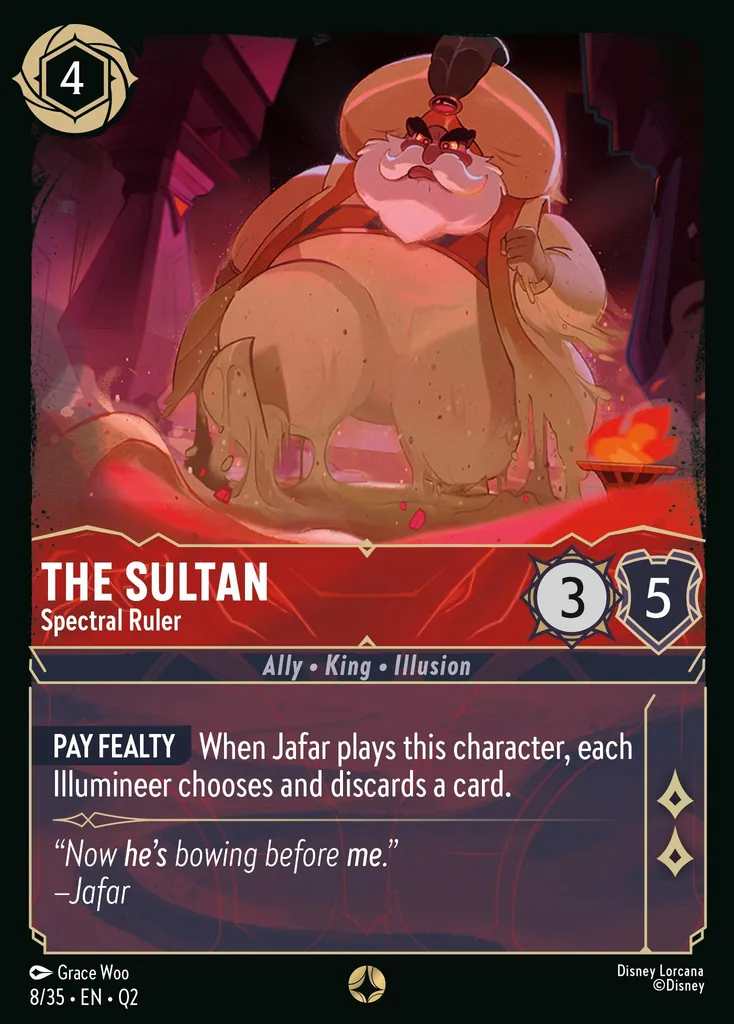 4
THE SULTAN
Spectral Ruler
3
5
Ally • King • Illusion
PAY FEALTY When Jafar plays this character, each
Illumineer chooses and discards a card.
“Now he’s bowing before me.”
–Jafar
Grace Woo
8/35 • EN • Q2
Disney Lorcana
©Disney